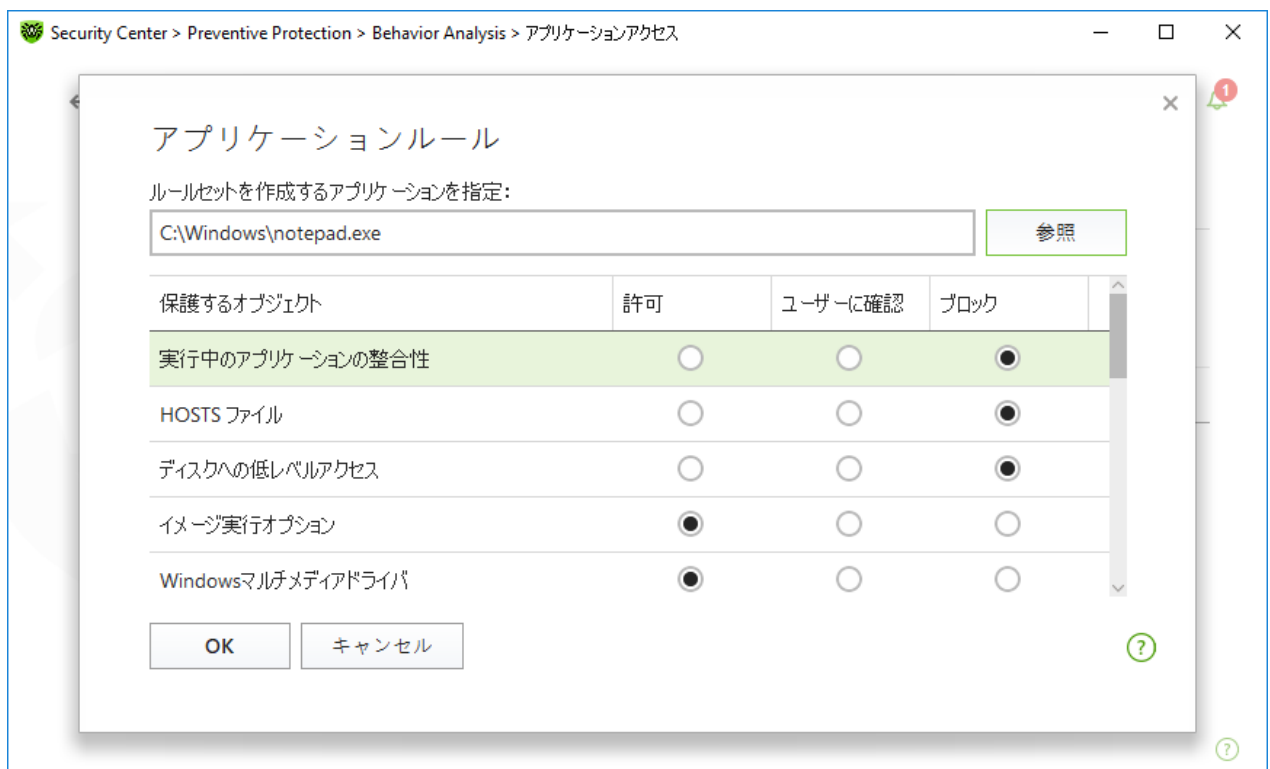 Security Center > Preventive Protection > Behavior Analysis > アプリケーションアクセス
1
アプリケーションルール
ルールセットを作成するアプリケーションを指定:
C:\Windows\notepad.exe 参照
保護するオブジェクト 許可 ユーザーに確認 ブロック
実行中のアプリケーションの整合性
HOSTS ファイル
ディスクへの低レベルアクセス
イメージ実行オプション
Windowsマルチメディアドライバ
OK キャンセル ?
?